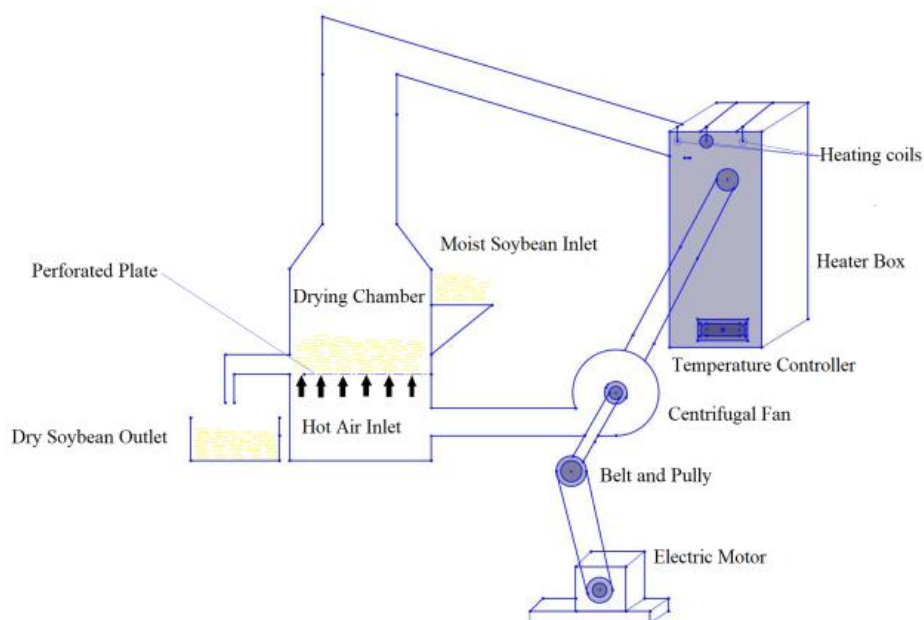 Heating coils
Moist Soybean Inlet
Heater Box
Perforated Plate
Drying Chamber
Temperature Controller
Hot Air Inlet
Centrifugal Fan
Dry Soybean Outlet
Belt and Pully
Electric Motor